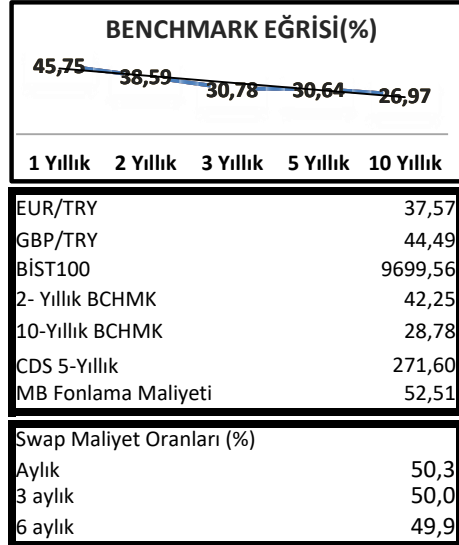 BENCHMARK EĞRİSİ(%)
45,75 38,59 30,78 30,64 26,97
1 Yıllık 2 Yıllık 3 Yıllık 5 Yıllık 10 Yıllık
EUR/TRY 37,57
GBP/TRY 44,49
BİST100 9699,56
2- Yıllık BCHMK 42,25
10-Yıllık BCHMK 28,78
CDS 5-Yıllık 271,60
MB Fonlama Maliyeti 52,51
Swap Maliyet Oranları (%)
Aylık 50,3
3 aylık 50,0
6 aylık 49,9